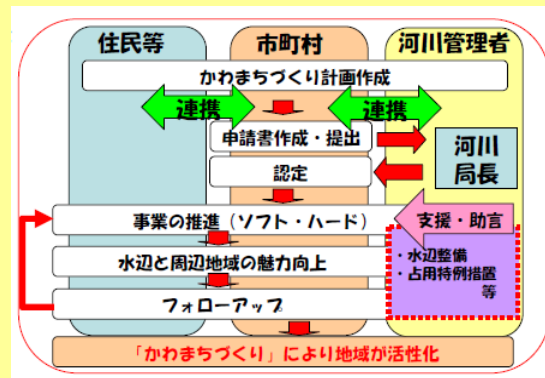 住民等
市町村
河川管理者
かわまちづくり計画作成
連携
連携
申請書作成・提出
河川
局長
認定
事業の推進（ソフト・ハード）
支援・助言
水辺と周辺地域の魅力向上
・水辺整備
・占用特例措置
等
フォローアップ
「かわまちづくり」により地域が活性化